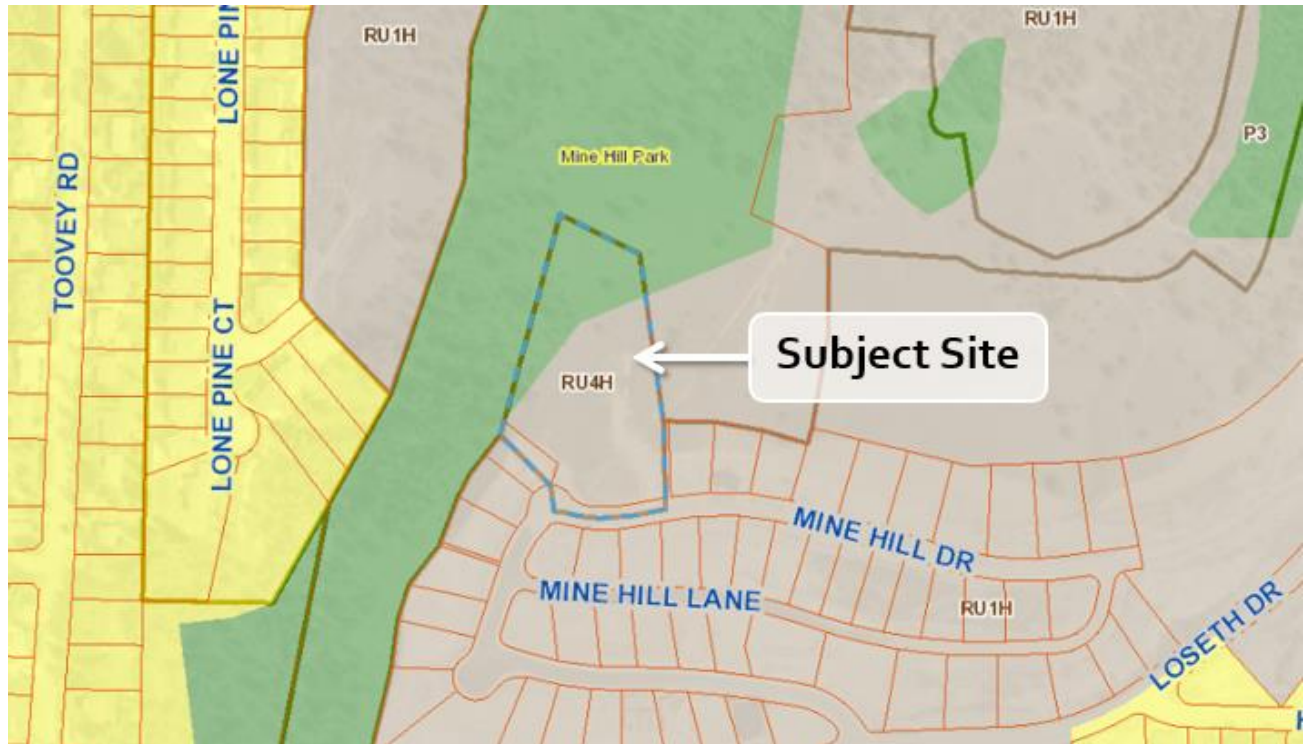 RU1H
RU1H
LONE PIN
P3
Mine Hill Park
TOOVEY RD
Subject Site
RU4H
LONE PINE CT
MINE HILL DR
MINE HILL LANE
RU1H
LOSETH DR